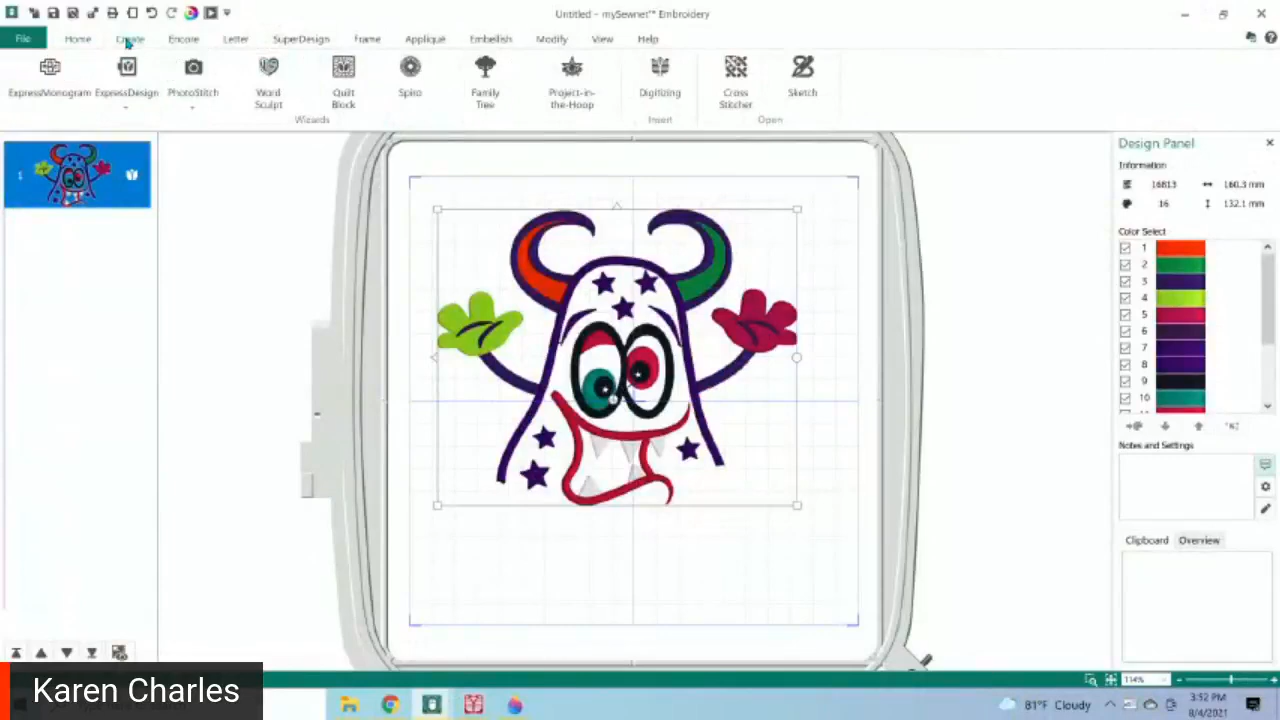 Untitled – mySewnet™ Embroidery
File Home Create Encore Letter SuperDesign Frame Appliqué Embellish Modify View Help
ExpressMonogram ExpressDesign PhotoStitch Word Sculpt Quilt Block Spiro Family Tree Project-in-the-Hoop Digitizing Cross Stitcher Sketch
Wizards Insert Open
1
Design Panel
Information
16813 160.3 mm
16 132.1 mm
Color Select
1
2
3
4
5
6
7
8
9
10
Notes and Settings
Clipboard Overview
114%
Karen Charles
81°F Cloudy
3:52 PM
8/4/2021